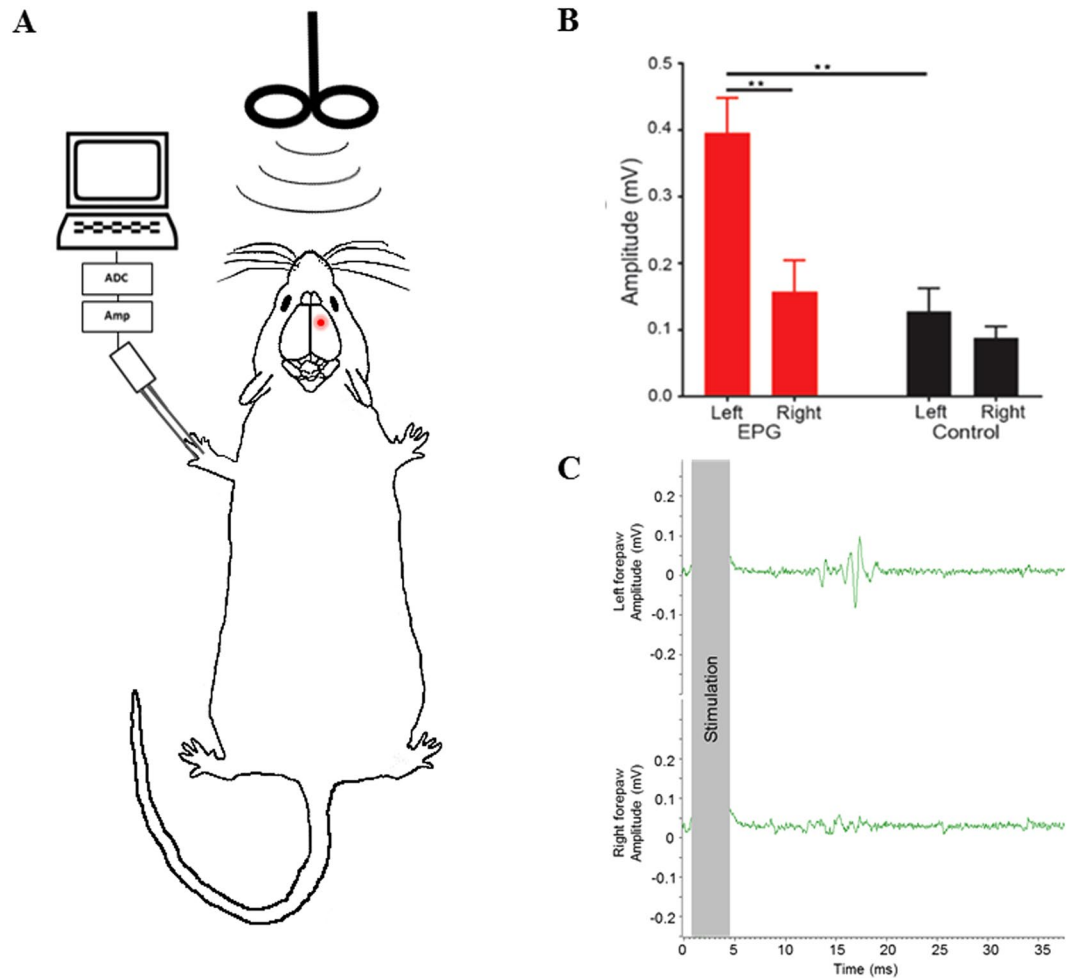 A
ADC
Amp
B
Amplitude (mV)
0.5
0.4
0.3
0.2
0.1
0.0
**
**
Left
Right
Left
Right
EPG
Control
C
Left forepaw
Amplitude (mV)
0.2
0.1
0
-0.1
-0.2
Stimulation
Right forepaw
Amplitude (mV)
0.2
0.1
0
-0.1
-0.2
0 5 10 15 20 25 30 35
Time (ms)